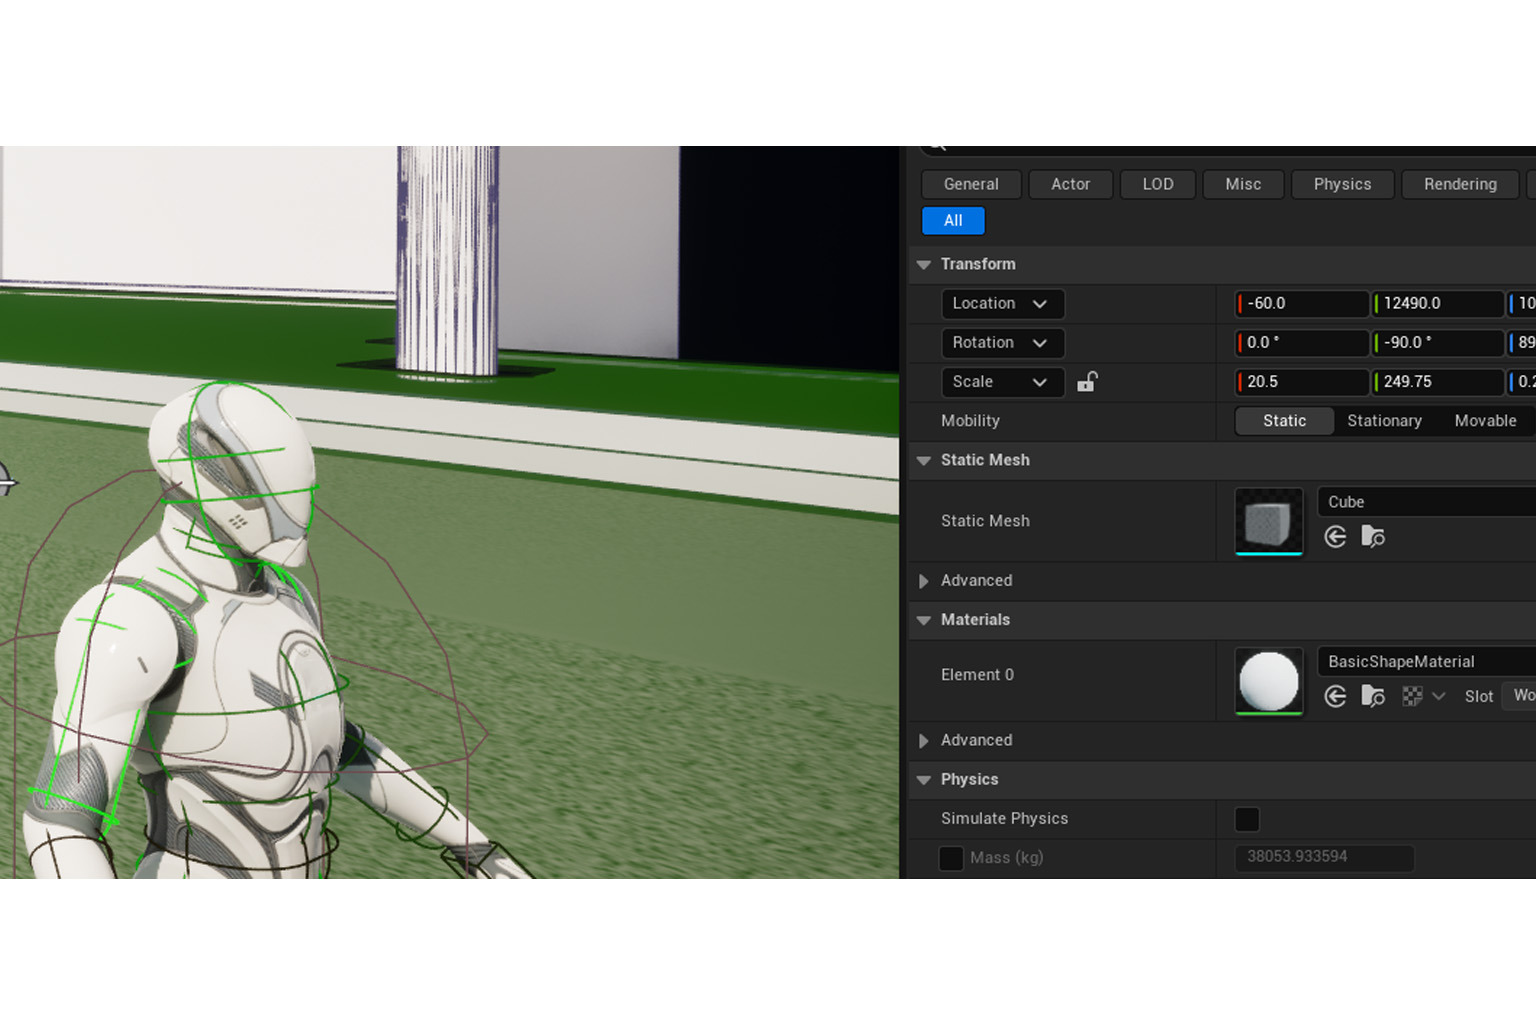 General Actor LOD Misc Physics Rendering
All
Transform
Location -60.0 12490.0 10
Rotation 0.0 ° -90.0 ° 89
Scale 20.5 249.75 0.2
Mobility Static Stationary Movable
Static Mesh
Static Mesh Cube
Advanced
Materials
Element 0 BasicShapeMaterial
Slot Wo
Advanced
Physics
Simulate Physics
Mass (kg) 38053.933594